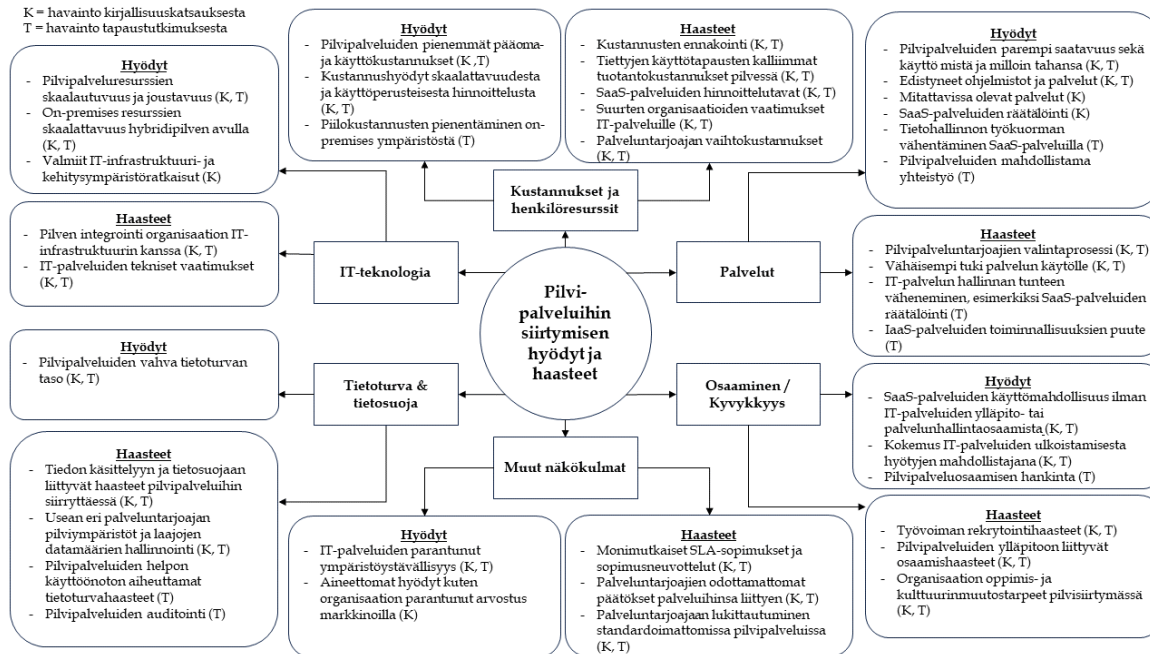 K = havainto kirjallisuuskatsauksesta
T = havainto tapaustutkimuksesta
Hyödyt
- Pilvipalveluresurssien
skaalautuvuus ja joustavuus (K, T)
- On-premises resurssien
skaalattavuus hybridipilven avulla
(K, T)
- Valmiit IT-infrastruktuuri- ja
kehitysympäristöratkaisut (K)
Haasteet
- Pilven integrointi organisaation IT-
infrastruktuurin kanssa (K, T)
- IT-palveluiden tekniset vaatimukset
(K, T)
IT-teknologia
Hyödyt
- Pilvipalveluiden pienemmät pääoma-
ja käyttökustannukset (K ,T)
- Kustannushyödyt skaalattavuudesta
ja käyttöperusteisesta hinnoittelusta
(K, T)
- Piilokustannusten pienentäminen on-
premises ympäristöstä (T)
Haasteet
- Kustannusten ennakointi (K, T)
- Tiettyjen käyttötapausten kalliimmat
tuotantokustannukset pilvessä (K, T)
- SaaS-palveluiden hinnoittelutavat (K, T)
- Suurten organisaatioiden vaatimukset
IT-palveluille (K, T)
- Palveluntarjoajan vaihtokustannukset
(K, T)
Kustannukset ja
henkilöresurssit
Hyödyt
- Pilvipalveluiden parempi saatavuus sekä
käyttö mistä ja milloin tahansa (K, T)
- Edistyneet ohjelmistot ja palvelut (K, T)
- Mitattavissa olevat palvelut (K)
- SaaS-palveluiden räätälöinti (K)
- Tietohallinnon työkuorman
vähentäminen SaaS-palveluilla (T)
- Pilvipalveluiden mahdollistama
yhteistyö (T)
Haasteet
- Pilvipalveluntarjoajien valintaprosessi (K, T)
- Vähäisempi tuki palvelun käytölle (K, T)
- IT-palvelun hallinnan tunteen
väheneminen, esimerkiksi SaaS-palveluiden
räätälöinti (T)
- IaaS-palveluiden toiminnallisuuksien puute
(T)
Palvelut
Pilvi-
palveluihin
siirtymisen
hyödyt ja
haasteet
Hyödyt
- Pilvipalveluiden vahva tietoturvan
taso (K, T)
Tietoturva &
tietosuoja
Haasteet
- Tiedon käsittelyyn ja tietosuojaan
liittyvät haasteet pilvipalveluihin
siirryttäessä (K, T)
- Usean eri palveluntarjoajan
pilviympäristöt ja laajojen
datamäärien hallinnointi (K, T)
- Pilvipalveluiden helpon
käyttöönoton aiheuttamat
tietoturvahaasteet (T)
- Pilvipalveluiden auditointi (T)
Muut näkökulmat
Hyödyt
- IT-palveluiden parantunut
ympäristöystävällisyys (K, T)
- Aineettomat hyödyt kuten
organisaation parantunut arvostus
markkinoilla (K)
Haasteet
- Monimutkaiset SLA-sopimukset ja
sopimusneuvottelut (K, T)
- Palveluntarjoajien odottamattomat
päätökset palveluihinsa liittyen (K, T)
- Palveluntarjoajaan lukittautuminen
standardoimattomissa pilvipalveluissa
(K, T)
Osaaminen /
Kyvykkyys
Hyödyt
- SaaS-palveluiden käyttömahdollisuus ilman
IT-palveluiden ylläpito- tai
palvelunhallintaosaamista (K, T)
- Kokemus IT-palveluiden ulkoistamisesta
hyötyjen mahdollistajana (K, T)
- Pilvipalveluosaamisen hankinta (T)
Haasteet
- Työvoiman rekrytointihaasteet (K, T)
- Pilvipalveluiden ylläpitoon liittyvät
osaamishaasteet (K, T)
- Organisaation oppimis- ja
kulttuurinmuutostarpeet pilvisiirtymässä
(K, T)